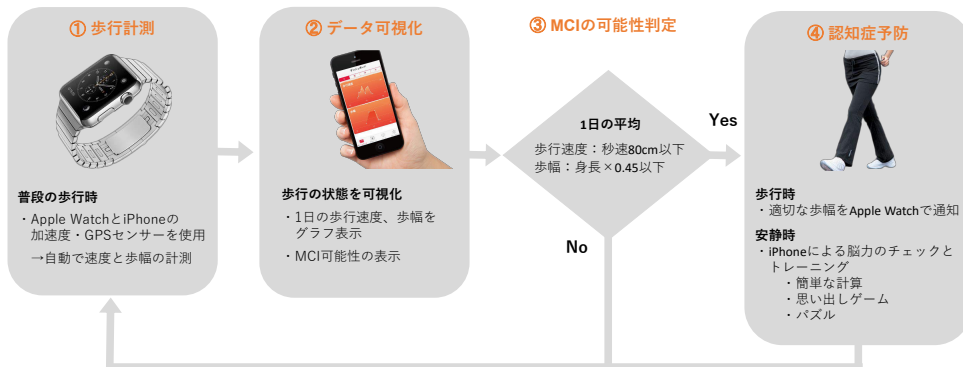 ① 歩行計測
普段の歩行時
・Apple WatchとiPhoneの
加速度・GPSセンサーを使用
→自動で速度と歩幅の計測
② データ可視化
歩行の状態を可視化
・1日の歩行速度、歩幅を
グラフ表示
・MCI可能性の表示
③ MCIの可能性判定
1日の平均
歩行速度：秒速80cm以下
歩幅：身長×0.45以下
Yes
No
④ 認知症予防
歩行時
・適切な歩幅をApple Watchで通知
安静時
・iPhoneによる脳力のチェックと
トレーニング
・簡単な計算
・思い出しゲーム
・パズル